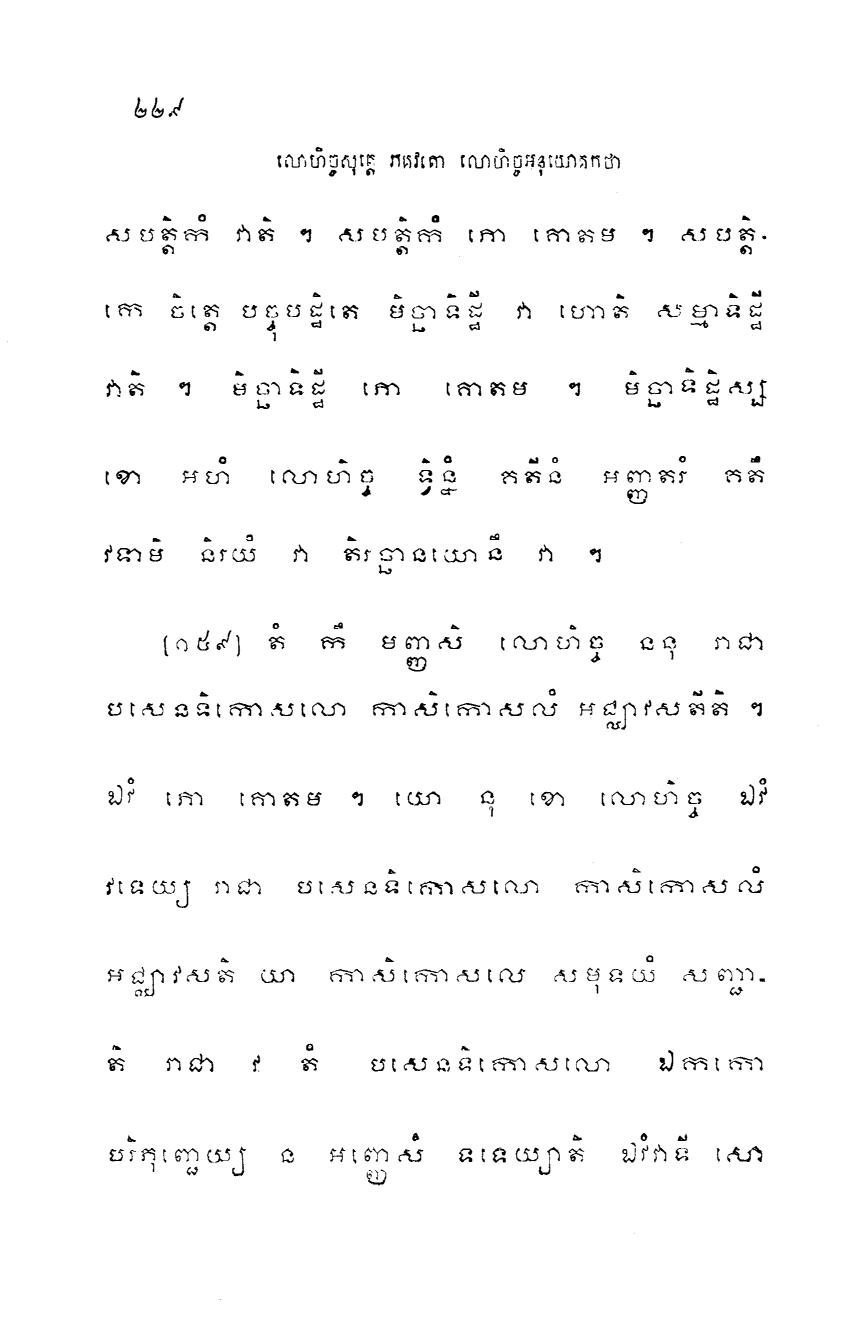 ២២៩
លោហិច្ចសុត្តេ ភគវតោ លោហិច្ចអនុយោគកថា
សបត្តិកំ វាតិ ។ សបត្តិកំ ភោ គោតម ។ សបត្តិ-
កេ ចិត្តេ បច្ចុបដ្ឋិតេ មិច្ឆាទិដ្ឋី វា ហោតិ សម្មាទិដ្ឋី
វាតិ ។ មិច្ឆាទិដ្ឋី ភោ គោតម ។ មិច្ឆាទិដ្ឋិស្ស
ខោ អហំ លោហិច្ច ទ្វិន្នំ គតីនំ អញ្ញតរំ គតឹ
វទាមិ និរយំ វា តិរច្ឆានយោនឹ វា ។
[១៥៩] តំ កឹ មញ្ញសិ លោហិច្ច ននុ រាជា
បសេនទិកោសលោ កាសិកោសលំ អជ្ឈាវសតីតិ ។
ឯវំ ភោ គោតម ។ យោ នុ ខោ លោហិច្ច ឯវំ
វទេយ្យ រាជា បសេនទិកោសលោ កាសិកោសលំ
អជ្ឈាវសតិ យា កាសិកោសលេ សមុទយំ សញ្ជា-
តិ រាជា វ តំ បសេនទិកោសលោ ឯកកោ
បរិភុញ្ជេយ្យ ន អញ្ញេសំ ទទេយ្យាតិ ឯវំវាទី សោ